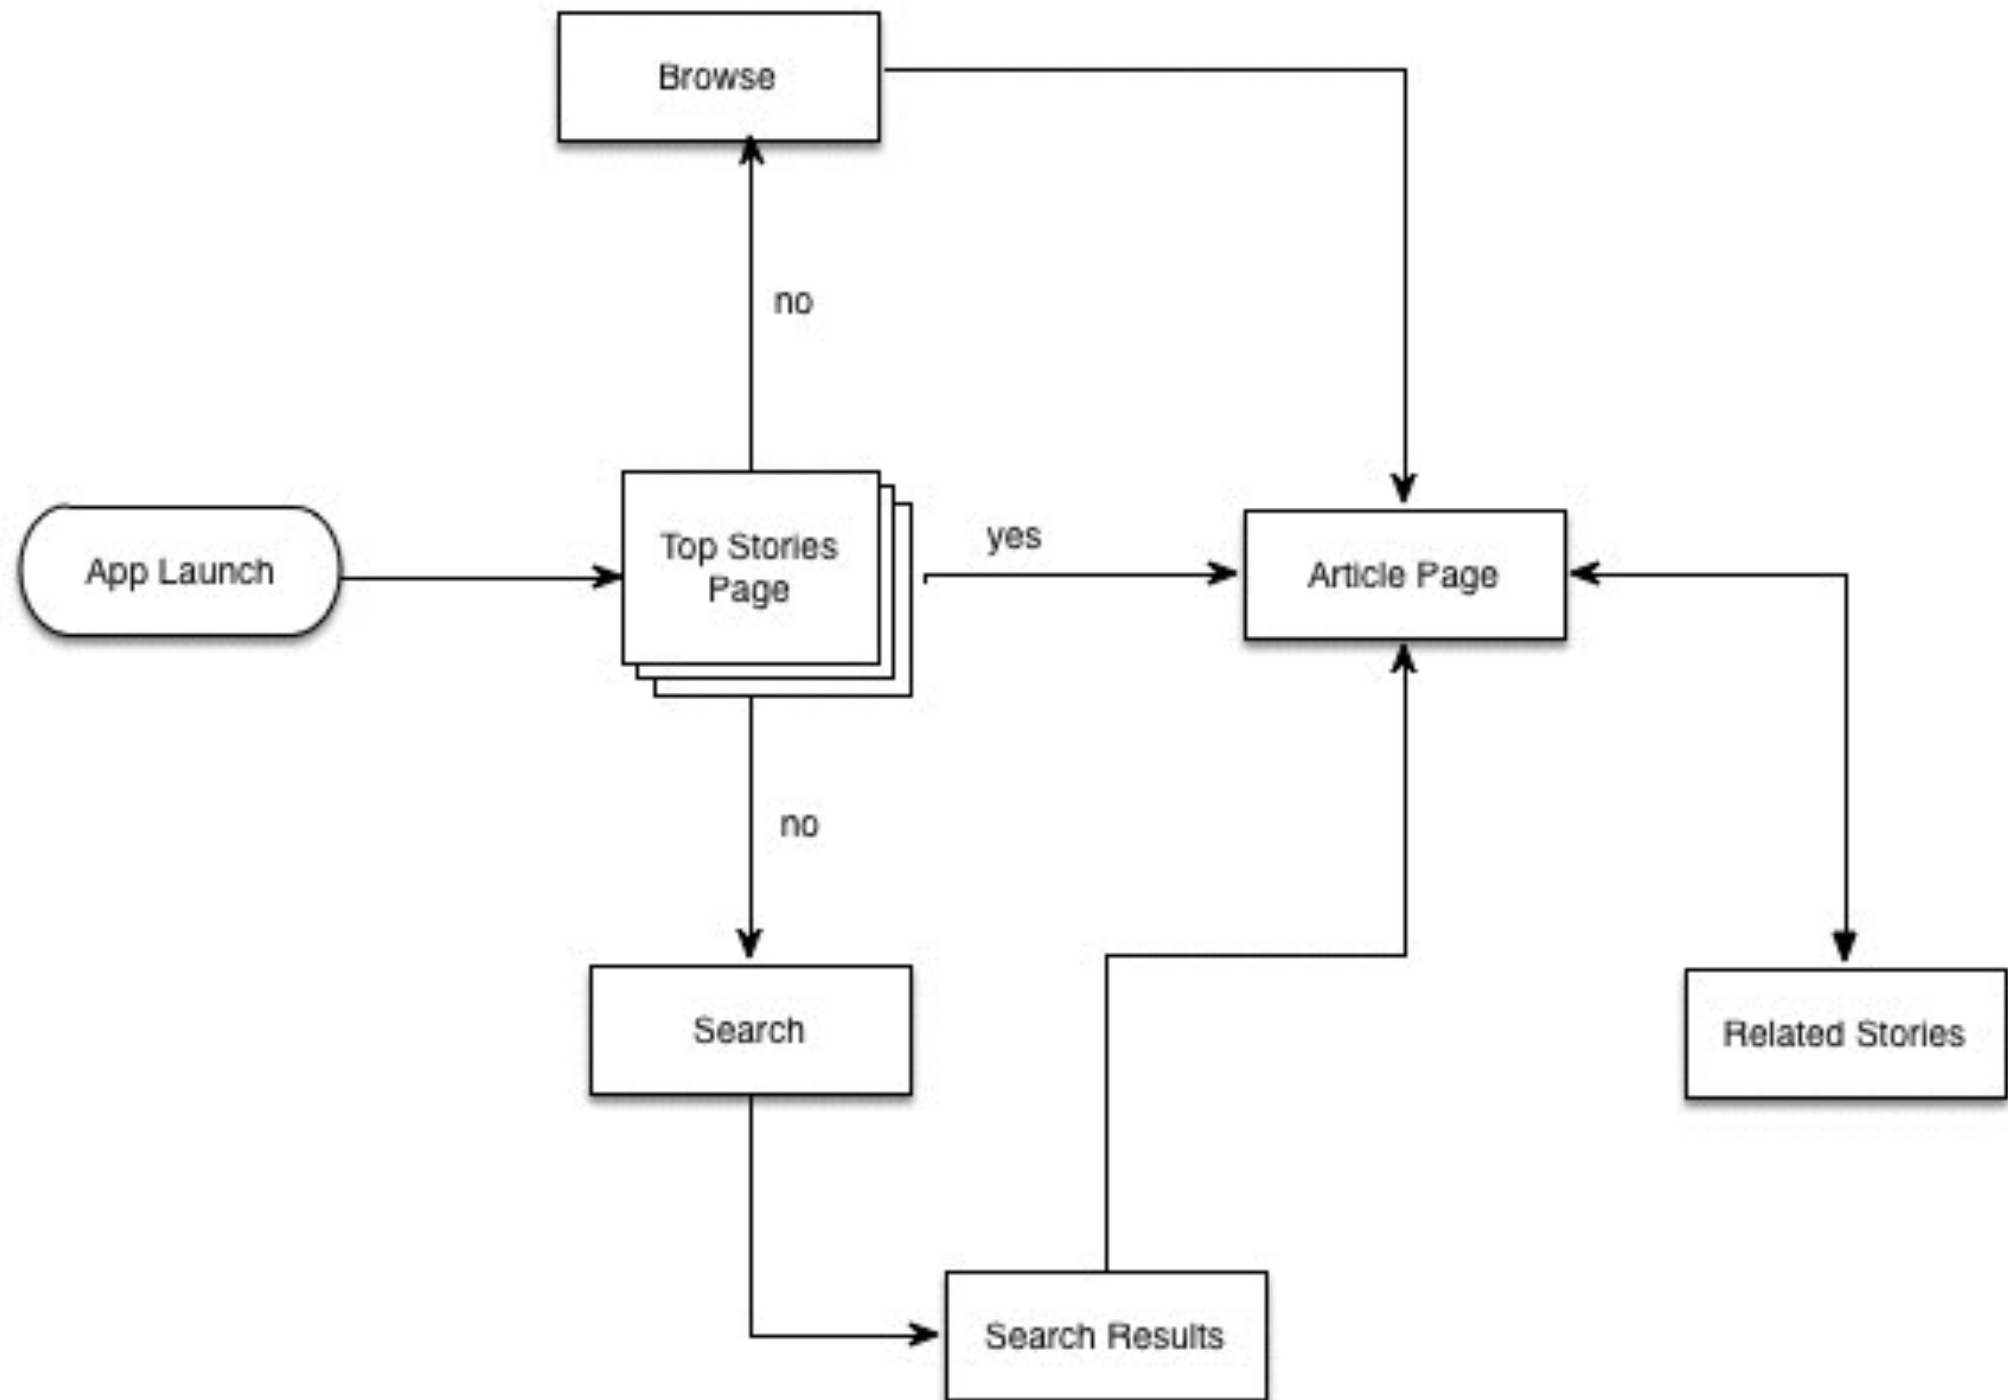 Browse
no
yes
Top Stories
Page
App Launch
Article Page
no
Search
Related Stories
Search Results